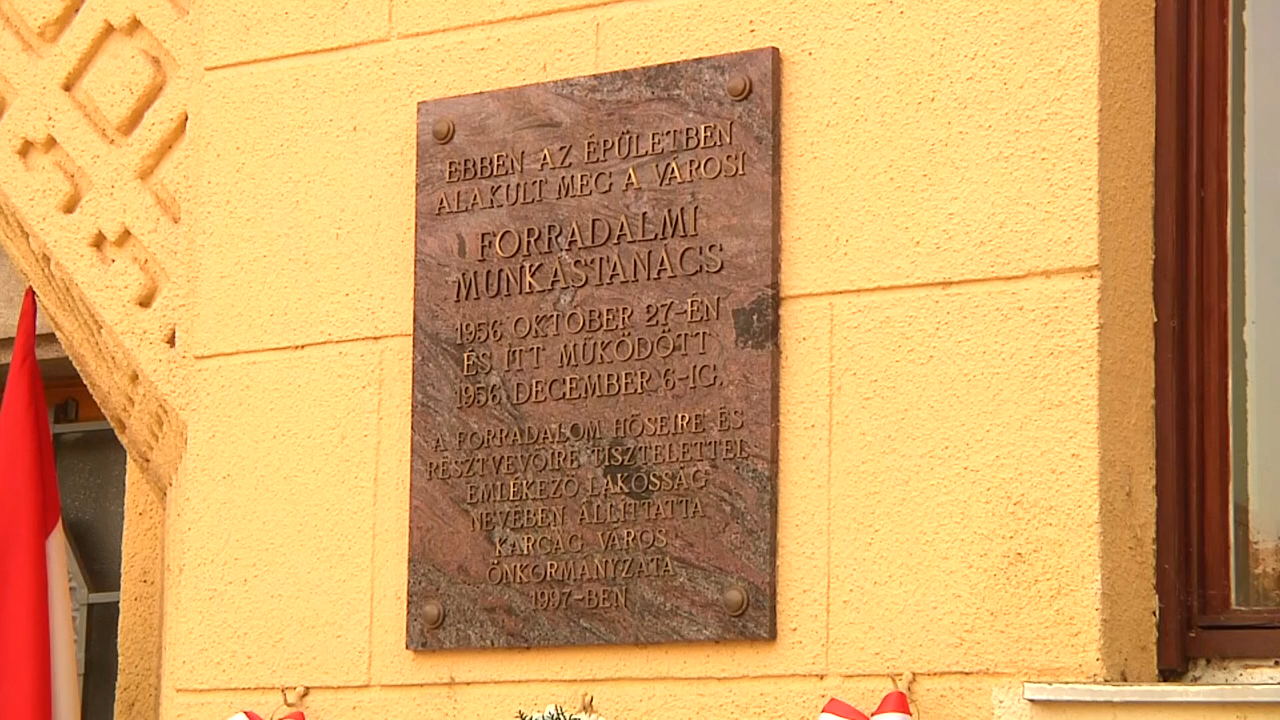 EBBEN AZ ÉPÜLETBEN
ALAKULT MEG A VÁROSI
FORRADALMI
MUNKÁSTANÁCS
1956 OKTÓBER 27-ÉN
ÉS ITT MŰKÖDÖTT
1956 DECEMBER 6-IG.
A FORRADALOM HŐSEIRE ÉS
RÉSZTVEVŐIRE TISZTELETTEL
EMLÉKEZŐ LAKOSSÁG
NEVÉBEN ÁLLÍTTATTA
KARCAG VÁROS
ÖNKORMÁNYZATA
1997-BEN